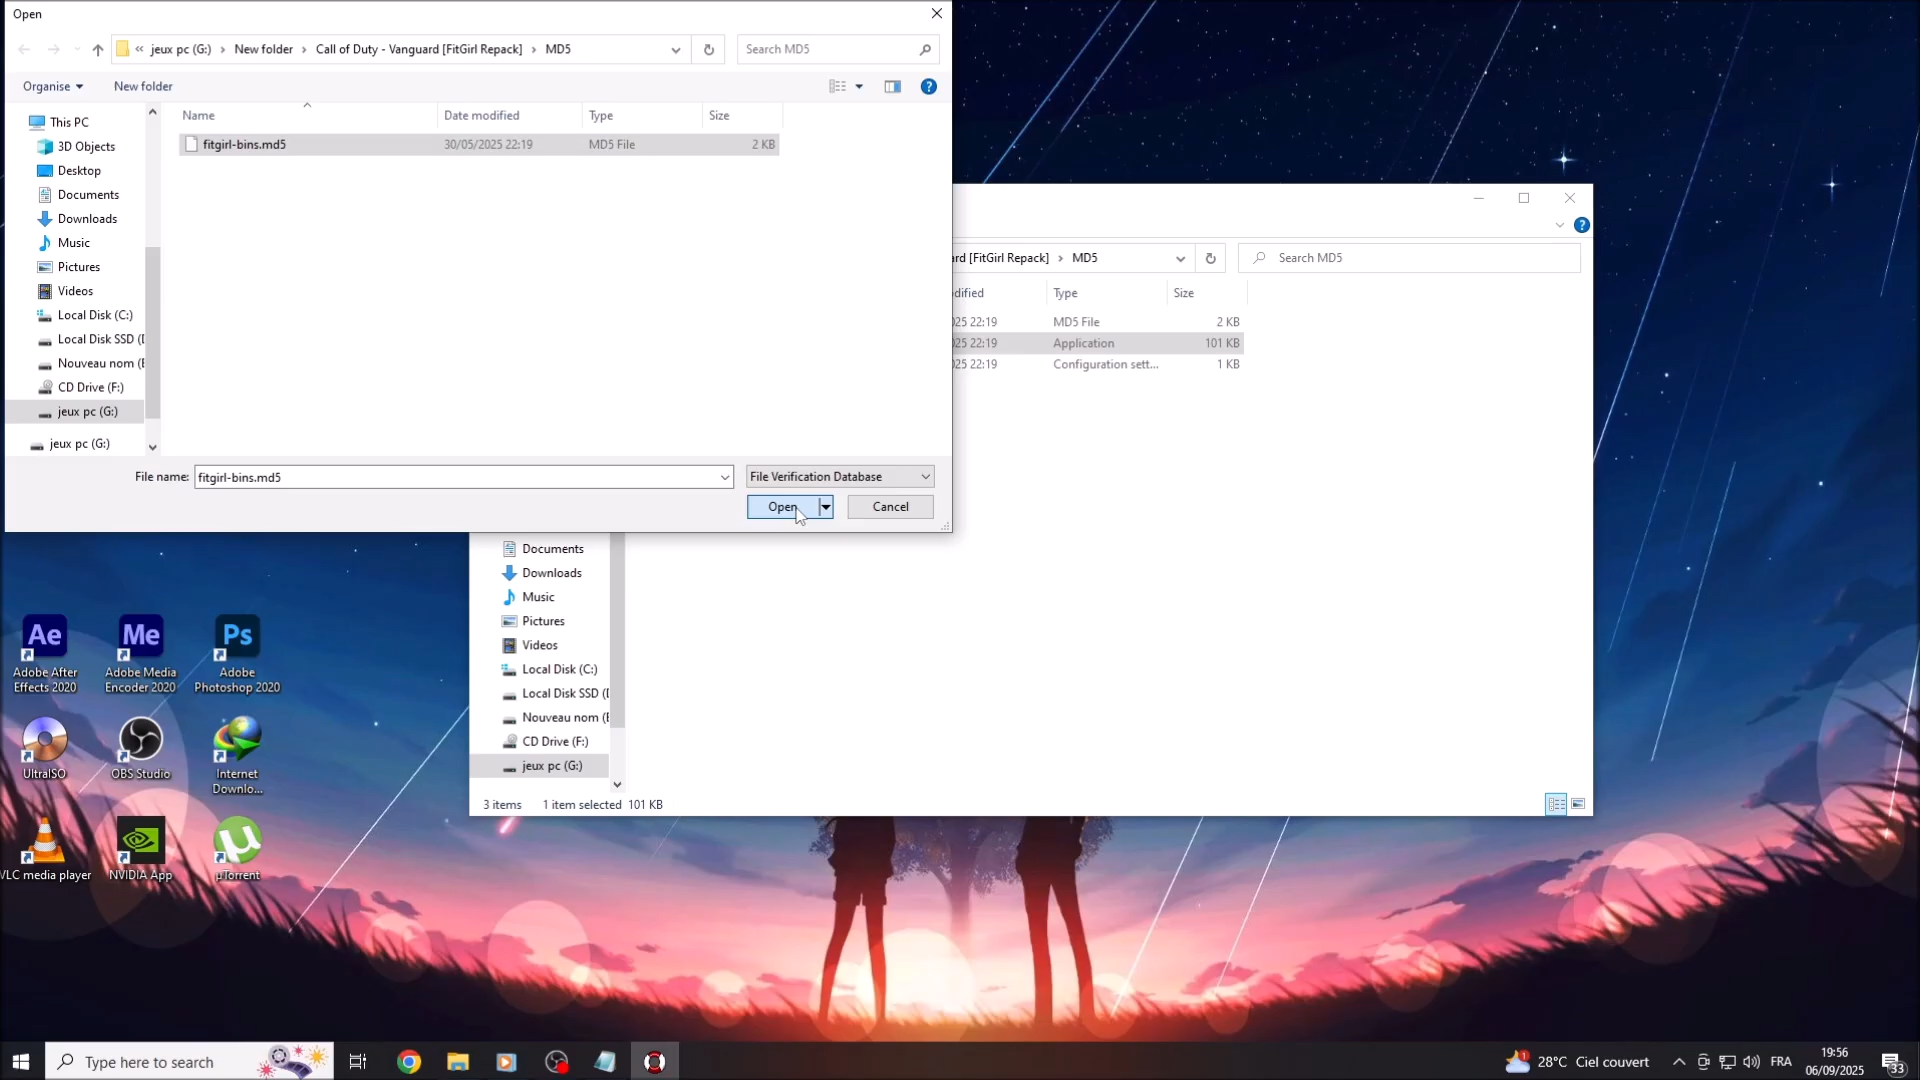 Open
« jeux pc (G:) › New folder › Call of Duty - Vanguard [FitGirl Repack] › MD5
Search MD5
Organise
New folder
Name
Date modified
Type
Size
fitgirl-bins.md5
30/05/2025 22:19
MD5 File
2 KB
This PC
3D Objects
Desktop
Documents
Downloads
Music
Pictures
Videos
Local Disk (C:)
Local Disk SSD (
Nouveau nom (E
CD Drive (F:)
jeux pc (G:)
jeux pc (G:)
File name:
fitgirl-bins.md5
File Verification Database
Open
Cancel
ard [FitGirl Repack] › MD5
Search MD5
dified
Type
Size
025 22:19
MD5 File
2 KB
025 22:19
Application
101 KB
025 22:19
Configuration sett...
1 KB
Documents
Downloads
Music
Pictures
Videos
Local Disk (C:)
Local Disk SSD (
Nouveau nom (E
CD Drive (F:)
jeux pc (G:)
3 items
1 item selected 101 KB
Ae
Me
Ps
Adobe After
Effects 2020
Adobe Media
Encoder 2020
Adobe
Photoshop 2020
UltraISO
OBS Studio
Internet
Downlo...
VLC media player
NVIDIA App
µTorrent
Type here to search
1
28°C Ciel couvert
FRA
19:56
06/09/2025
33